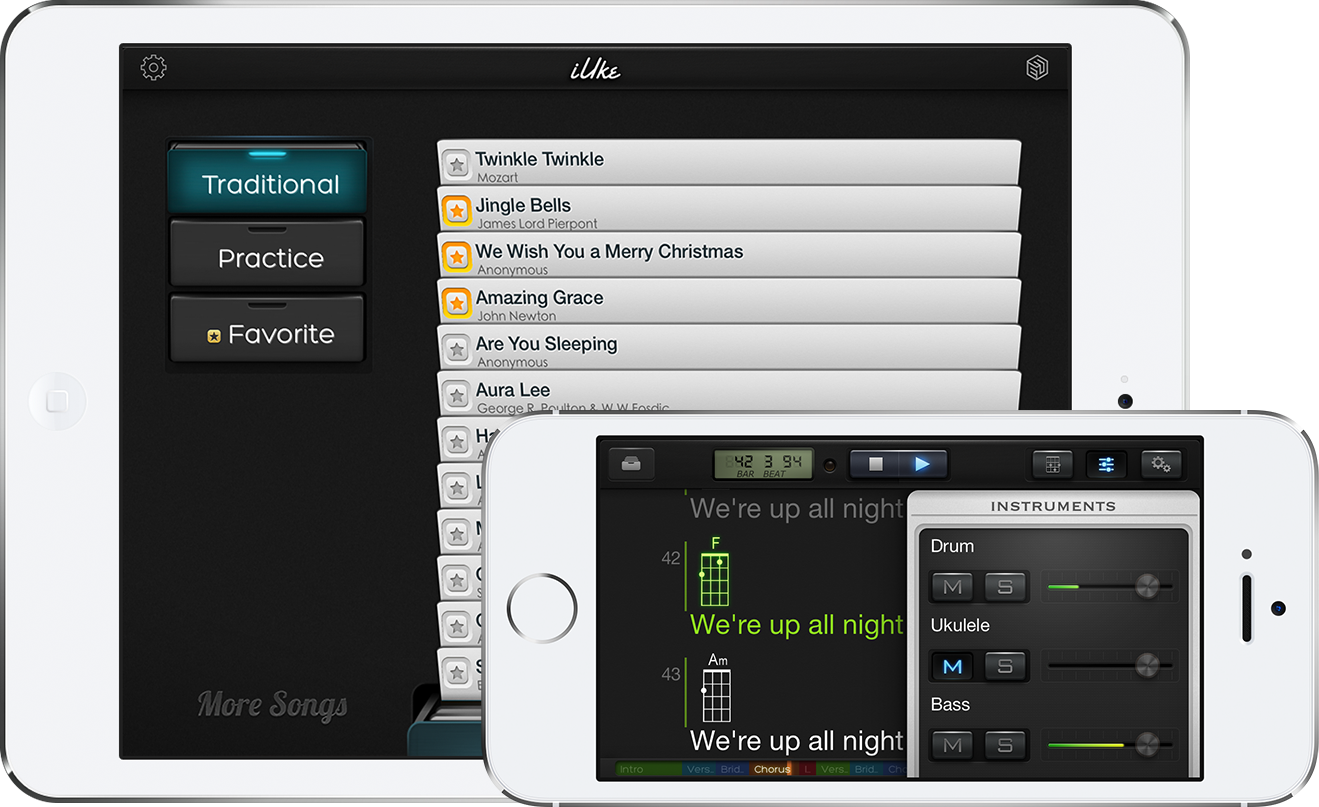 iUke
Traditional
Practice
Favorite
More Songs
Twinkle Twinkle
Mozart
Jingle Bells
James Lord Pierpont
We Wish You a Merry Christmas
Anonymous
Amazing Grace
John Newton
Are You Sleeping
Anonymous
Aura Lee
George R. Poulton & W.W.Fosdic
42 3 94
BAR BEAT
We're up all night
42
F
We're up all night
43
Am
We're up all night
Intro Vers.. Brid.. Chorus I.. Vers.. Brid.. Cho
INSTRUMENTS
Drum
M S
Ukulele
M S
Bass
M S